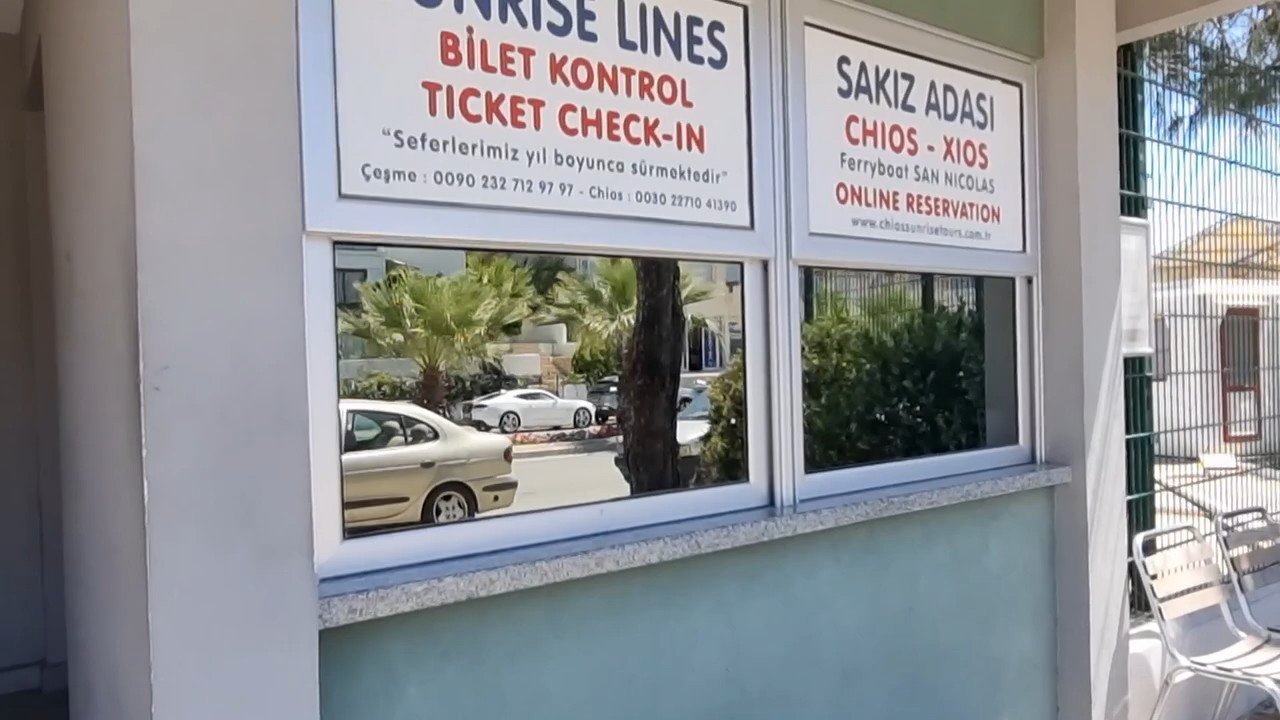 SUNRISE LINES
BİLET KONTROL
TICKET CHECK-IN
“Seferlerimiz yıl boyunca sürmektedir”
Çeşme : 0090 232 712 97 97 - Chios : 0030 22710 41390
SAKIZ ADASI
CHIOS - XIOS
Ferryboat SAN NICOLAS
ONLINE RESERVATION
www.chiossunrisetours.com.tr